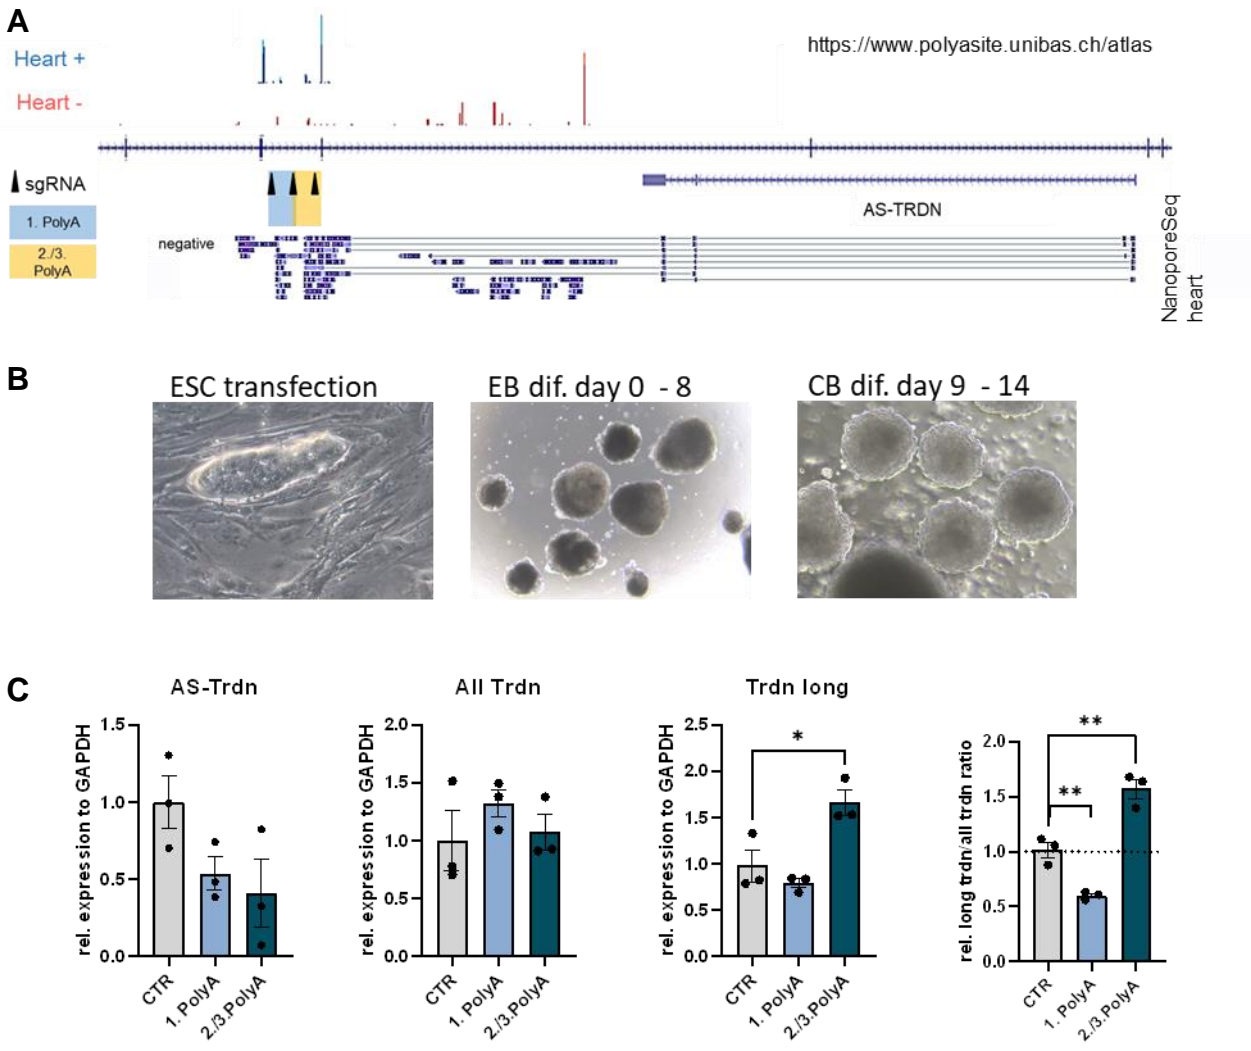 A
Heart +
https://www.polyasite.unibas.ch/atlas
Heart -
sgRNA
1. PolyA
2./3.
PolyA
AS-TRDN
negative
NanoporeSeq
heart
B
ESC transfection
EB dif. day 0 - 8
CB dif. day 9 - 14
C
AS-Trdn
rel. expression to GAPDH
1.5
1.0
0.5
0.0
CTR
1. PolyA
2./3.PolyA
All Trdn
rel. expression to GAPDH
2.0
1.5
1.0
0.5
0.0
CTR
1. PolyA
2./3.PolyA
Trdn long
rel. expression to GAPDH
2.5
2.0
1.5
1.0
0.5
0.0
*
CTR
1. PolyA
2./3.PolyA
rel. long trdn/all trdn ratio
2.0
1.5
1.0
0.5
0.0
**
**
CTR
1. PolyA
2./3.PolyA